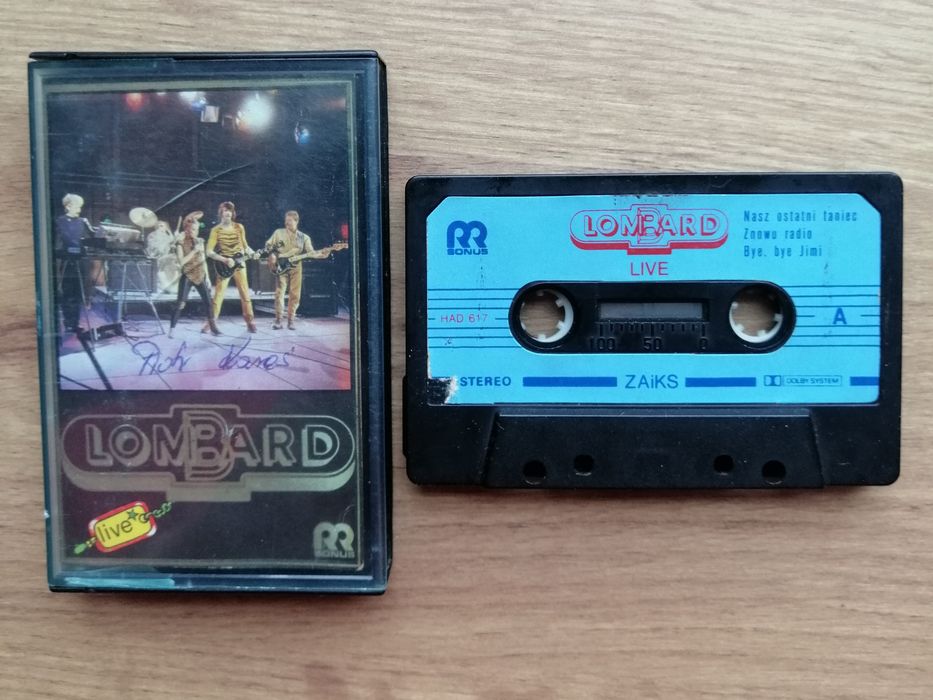 LOMBARD
live
RR
SONUS
RR
SONUS
LOMBARD
LIVE
Nasz ostatni taniec
Znowu radio
Bye, bye Jimi
HAD 617
A
100 50 0
STEREO
ZAiKS
DOLBY SYSTEM